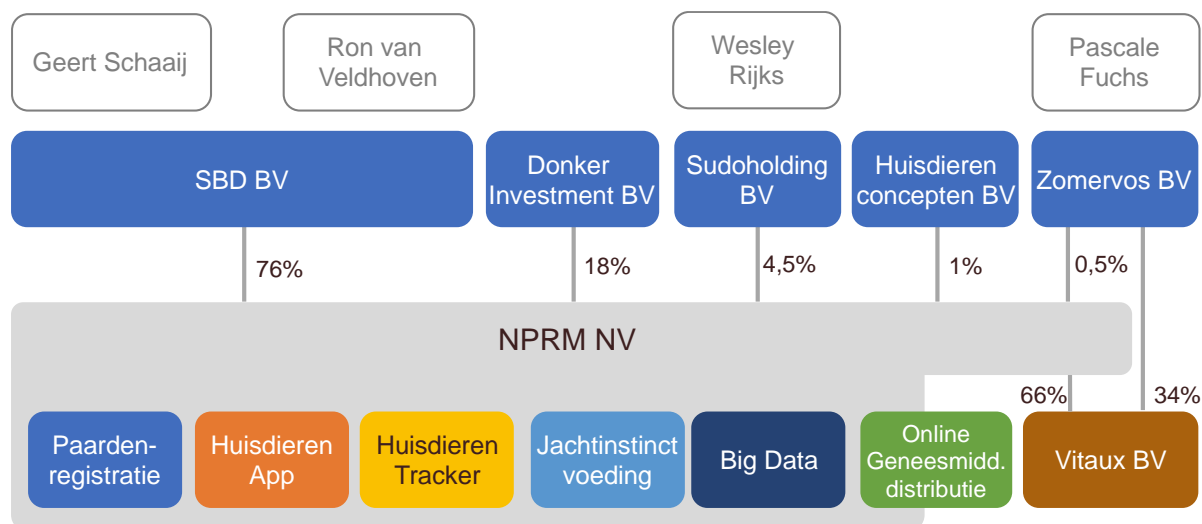 Geert Schaaij
Ron van
Veldhoven
Wesley
Rijks
Pascale
Fuchs
SBD BV
Donker
Investment BV
Sudoholding
BV
Huisdieren
concepten BV
Zomervos BV
76%
18%
4,5%
1%
0,5%
NPRM NV
66%
34%
Paarden-
registratie
Huisdieren
App
Huisdieren
Tracker
Jachtinstinct
voeding
Big Data
Online
Geneesmidd.
distributie
Vitaux BV